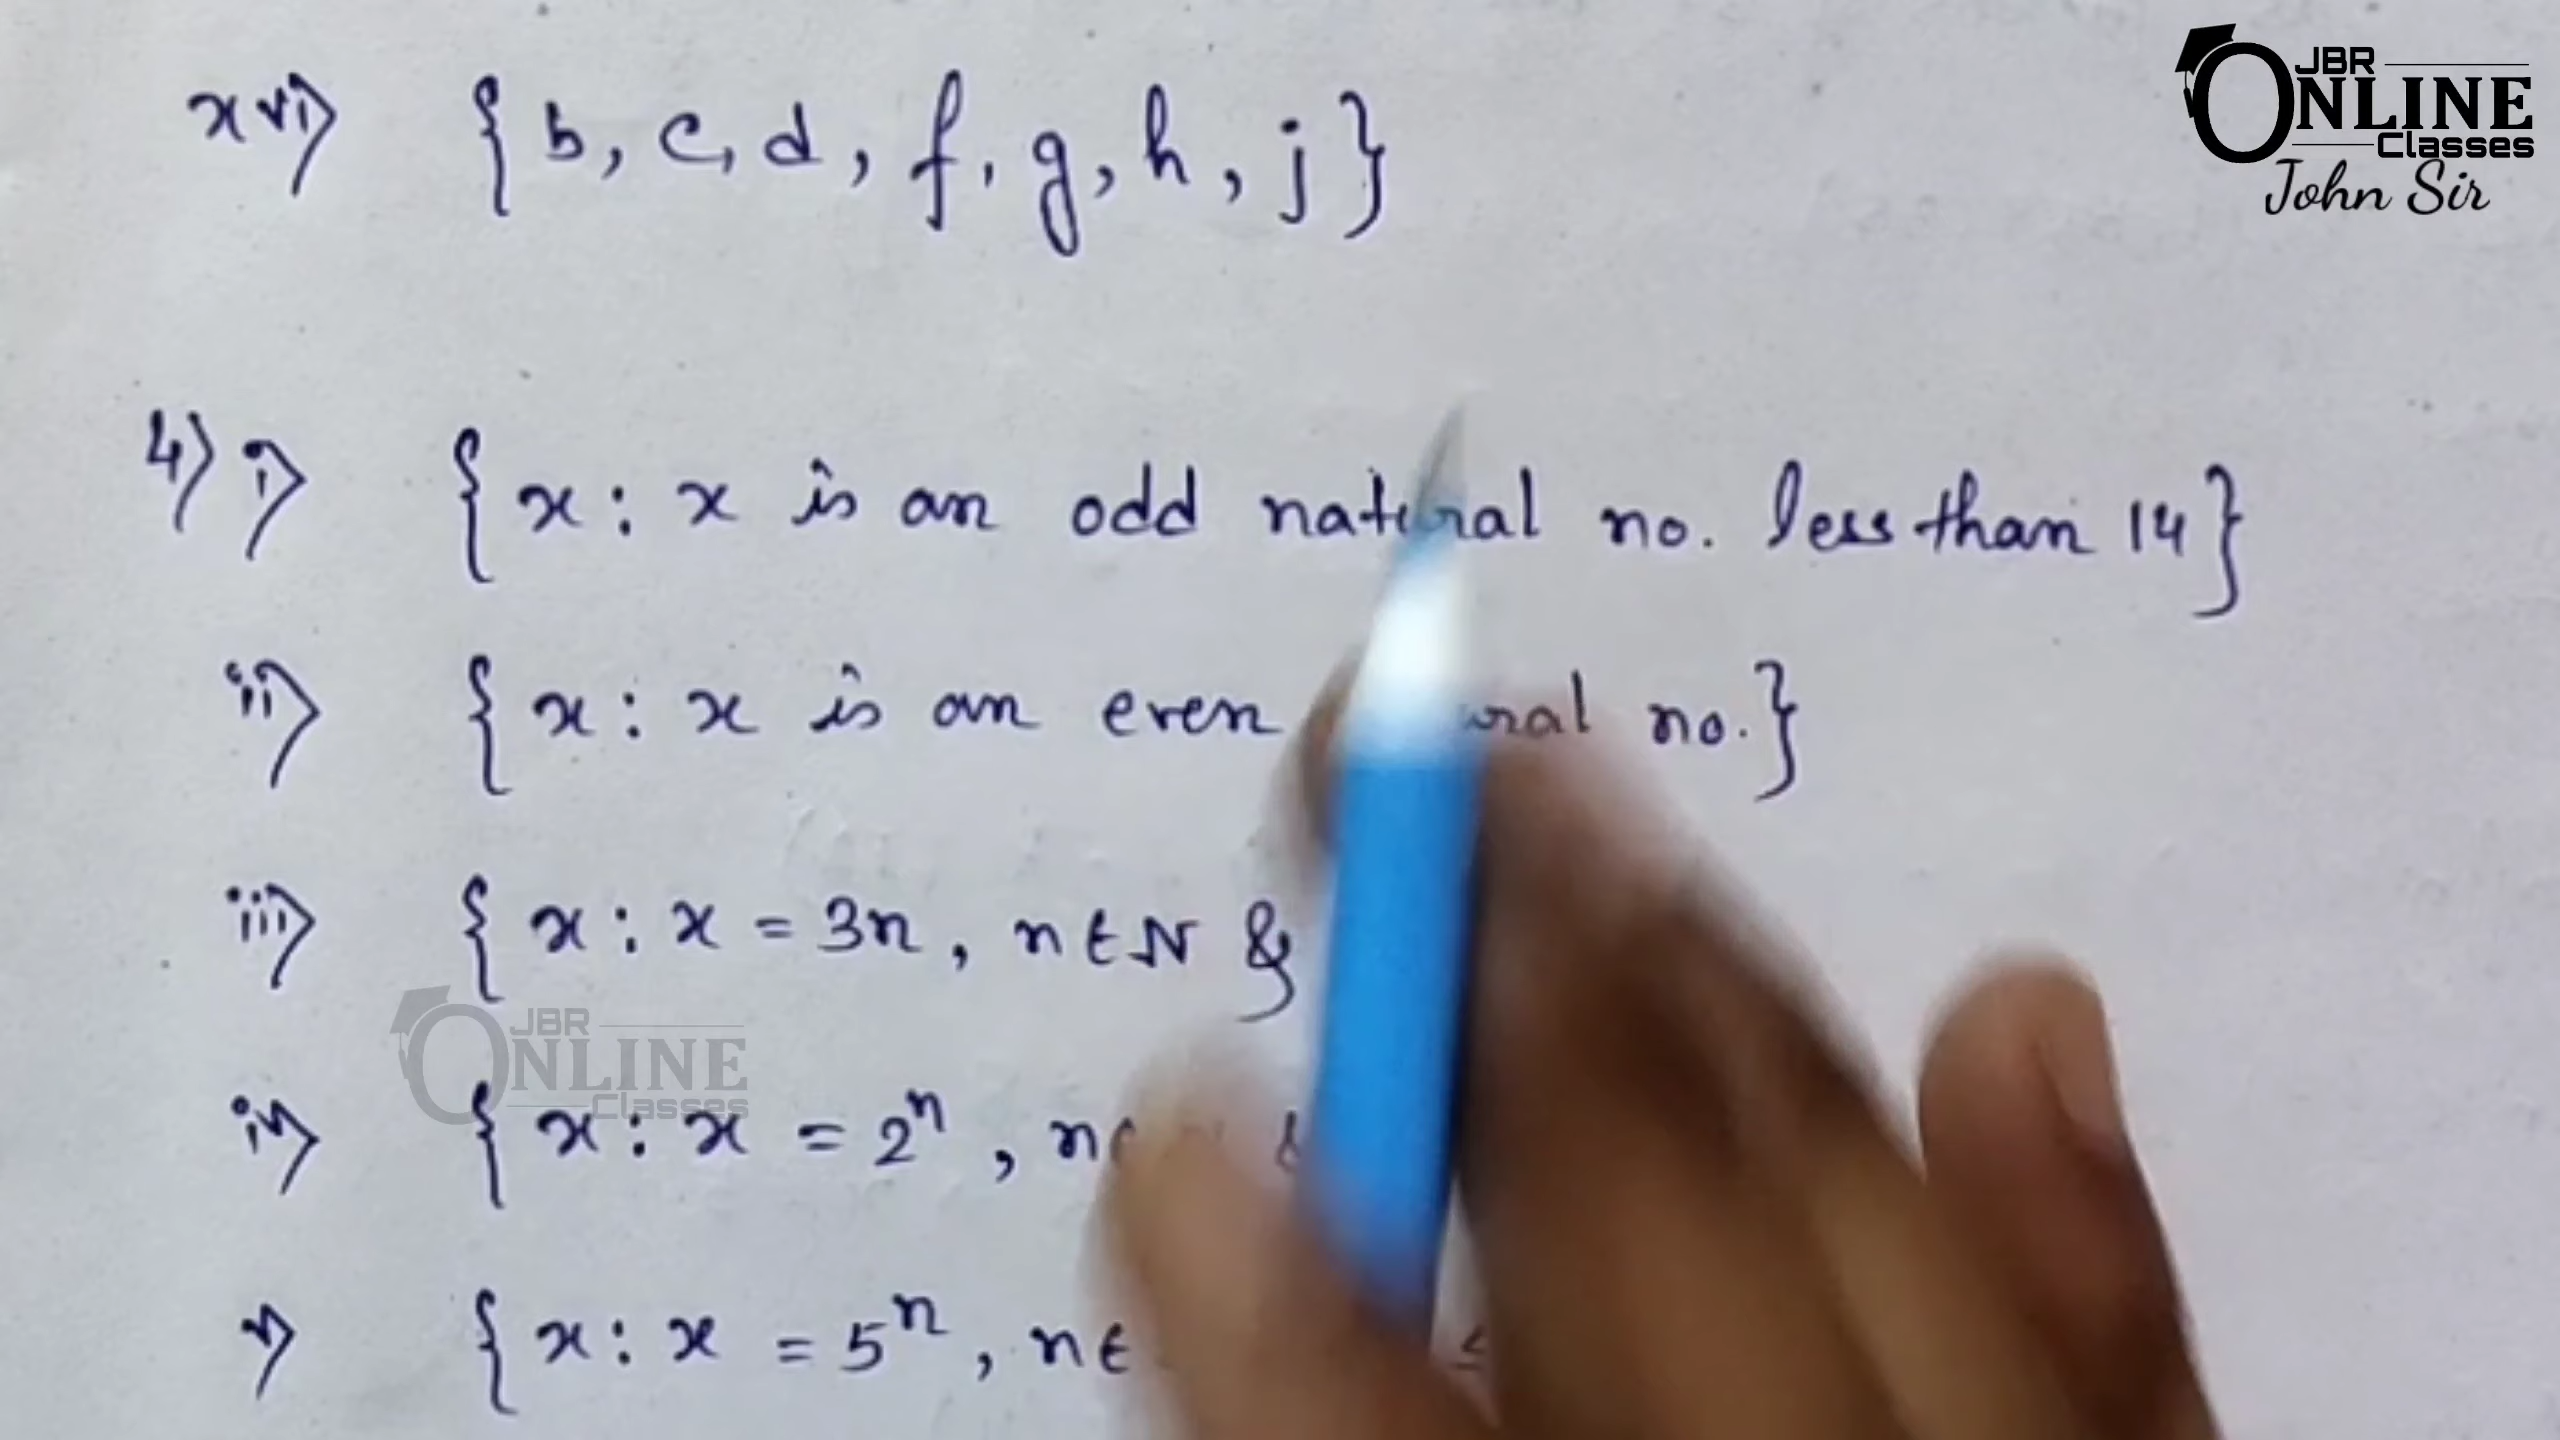 JBR
ONLINE
Classes
John Sir
xvi) {b, c, d, f, g, h, j}
4) i) {x : x is an odd natural no. less than 14}
ii) {x : x is an even no.}
iii) {x : x = 3n, n ∈ N &
JBR
ONLINE
Classes
iv) {x : x = 2ⁿ, n
v) {x : x = 5ⁿ, n ∈